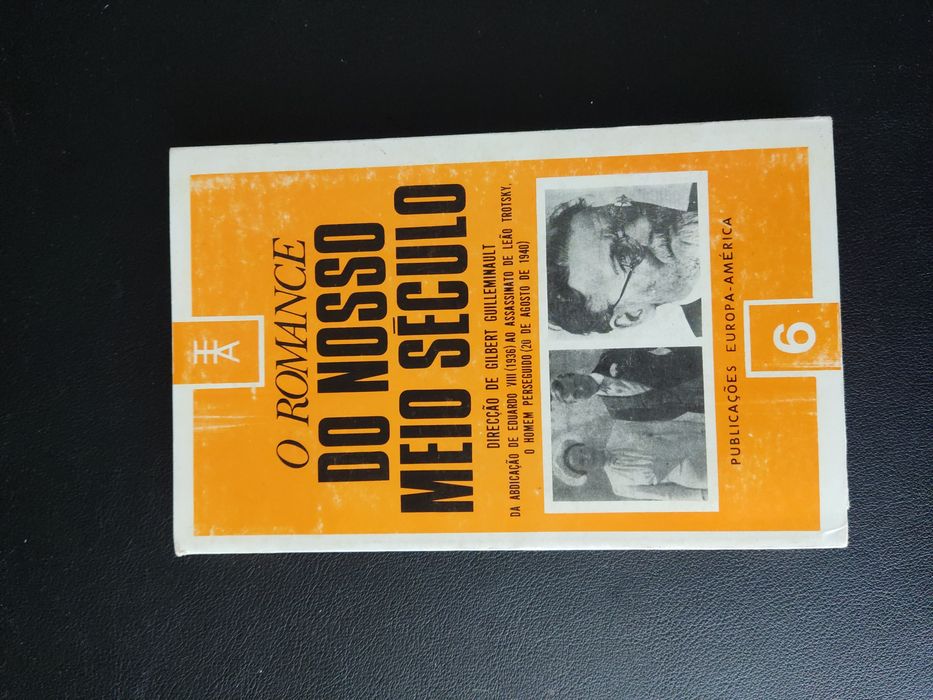 EA
O ROMANCE
DO NOSSO
MEIO SÉCULO
DIRECÇÃO DE GILBERT GUILLEMINAULT
DA ABDICAÇÃO DE EDUARDO VIII (1936) AO ASSASSINATO DE LEÃO TROTSKY,
O HOMEM PERSEGUIDO (20 DE AGOSTO DE 1940)
PUBLICAÇÕES EUROPA-AMÉRICA
6